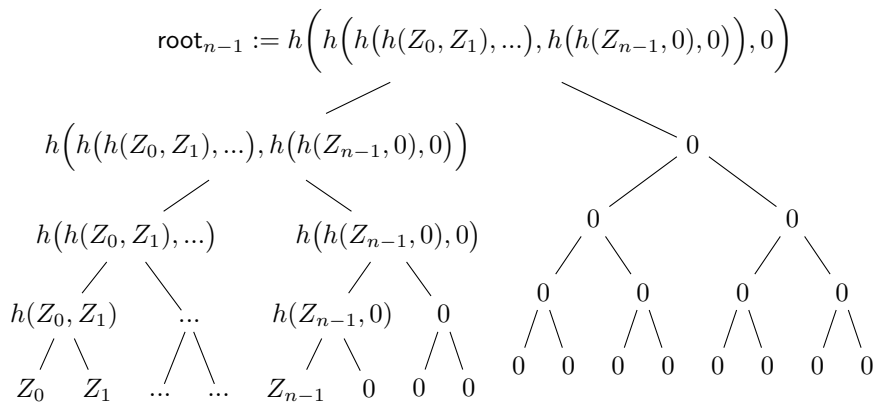 root_{n-1} := h(h(h(h(Z_0, Z_1), ...), h(h(Z_{n-1}, 0), 0)), 0)
h(h(h(Z_0, Z_1), ...), h(h(Z_{n-1}, 0), 0)) 0
h(h(Z_0, Z_1), ...) h(h(Z_{n-1}, 0), 0) 0 0
h(Z_0, Z_1) ... h(Z_{n-1}, 0) 0 0 0 0 0
Z_0 Z_1 ... ... Z_{n-1} 0 0 0 0 0 0 0 0 0 0 0